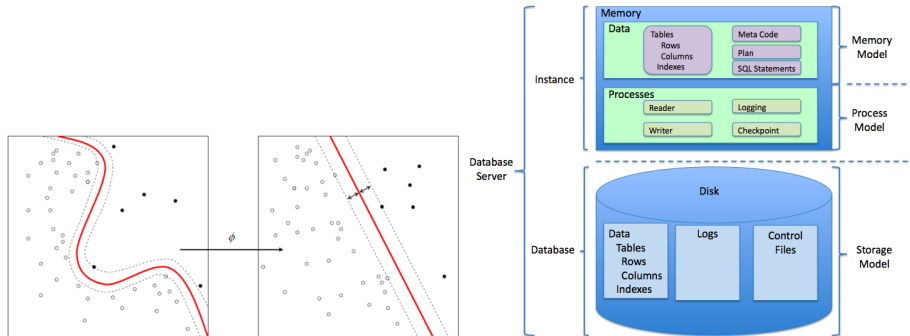 ϕ
Database
Server
Instance
Database
Memory
Data
Tables
Rows
Columns
Indexes
Meta Code
Plan
SQL Statements
Processes
Reader
Logging
Writer
Checkpoint
Memory
Model
Process
Model
Disk
Data
Tables
Rows
Columns
Indexes
Logs
Control
Files
Storage
Model